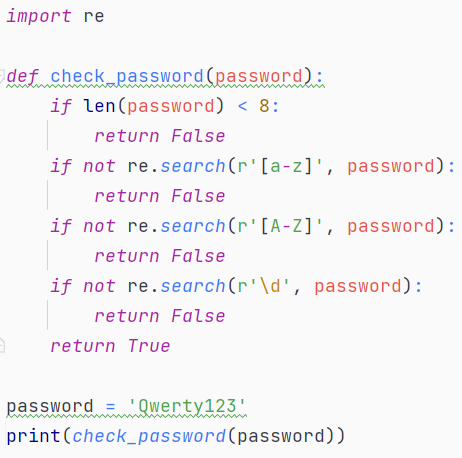 import re

def check_password(password):
    if len(password) < 8:
        return False
    if not re.search(r'[a-z]', password):
        return False
    if not re.search(r'[A-Z]', password):
        return False
    if not re.search(r'\d', password):
        return False
    return True

password = 'Qwerty123'
print(check_password(password))